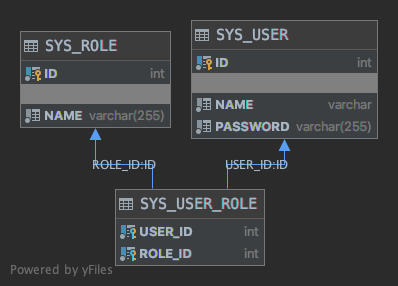 SYS_ROLE
ID int
NAME varchar(255)
SYS_USER
ID int
NAME varchar
PASSWORD varchar(255)
ROLE_ID:ID
USER_ID:ID
SYS_USER_ROLE
USER_ID int
ROLE_ID int
Powered by yFiles